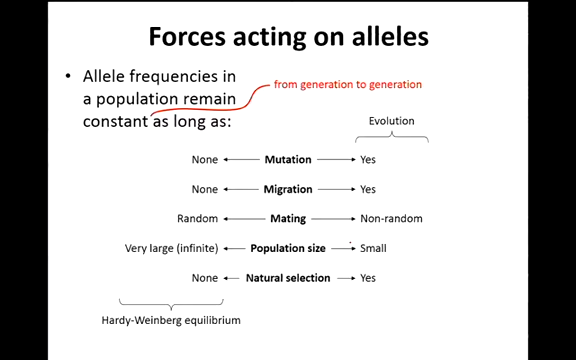 Forces acting on alleles
• Allele frequencies in
a population remain
constant as long as:
from generation to generation
Evolution
None Mutation Yes
None Migration Yes
Random Mating Non-random
Very large (infinite) Population size Small
None Natural selection Yes
Hardy-Weinberg equilibrium